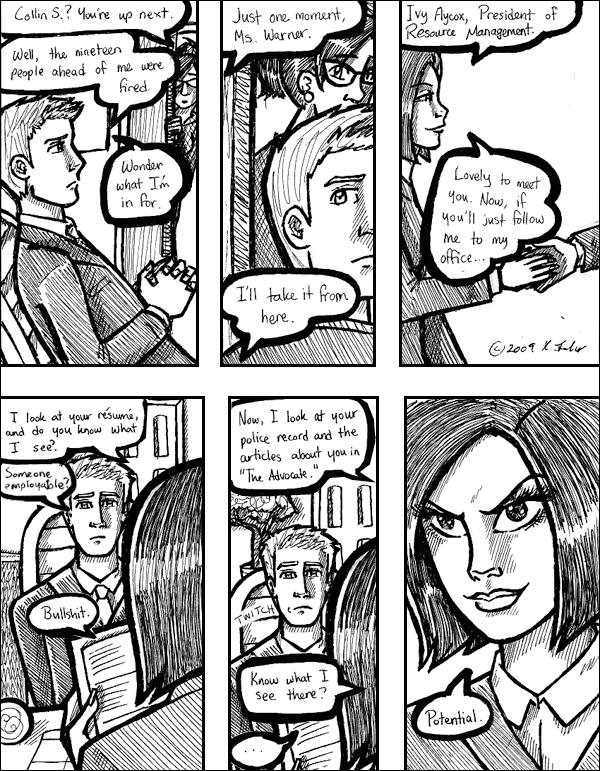 Collin S.? You're up next.
Well, the nineteen
people ahead of me were
fired.
Wonder
what I'm
in for.
Just one moment,
Ms. Warner.
I'll take it from
here.
Ivy Aycox, President of
Resource Management.
Lovely to meet
you. Now, if
you'll just follow
me to my
office...
©2009
I look at your résumé,
and do you know what
I see?
Someone
employable?
Bullshit.
Now, I look at your
police record and the
articles about you in
"The Advocate."
TWITCH
Know what I
see there?
...
Potential.